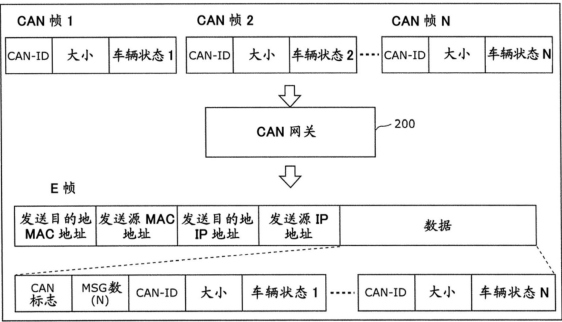 CAN 帧 1 CAN 帧 2 CAN 帧 N
CAN-ID 大小 车辆状态 1 CAN-ID 大小 车辆状态 2 CAN-ID 大小 车辆状态 N
CAN 网关 200
E 帧
发送目的地 发送源 MAC 发送目的地 发送源 IP 数据
MAC 地址 地址 IP 地址 地址
CAN MSG数 CAN-ID 大小 车辆状态 1 CAN-ID 大小 车辆状态 N
标志 (N)